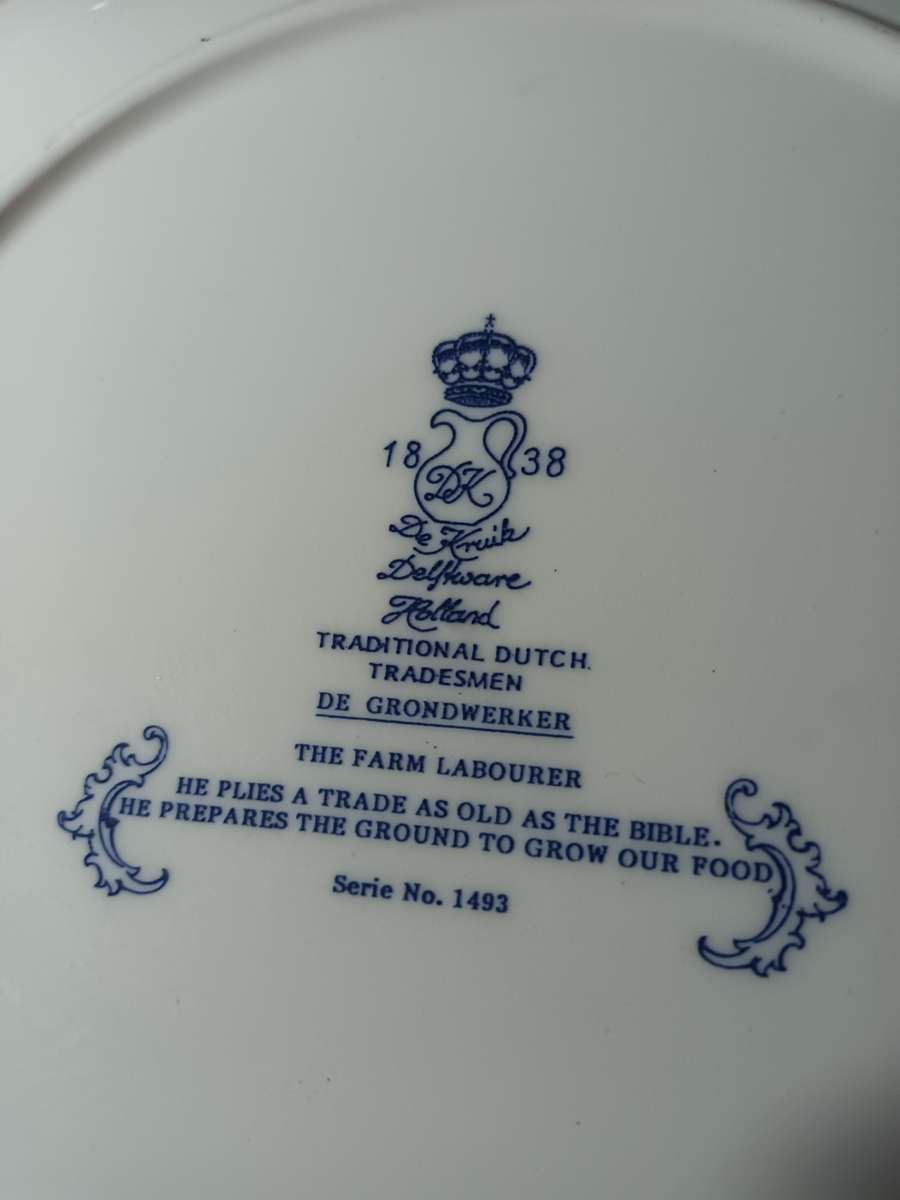 18 DK 38
De Kruik
Delftware
Holland
TRADITIONAL DUTCH.
TRADESMEN
DE GRONDWERKER
THE FARM LABOURER
HE PLIES A TRADE AS OLD AS THE BIBLE.
HE PREPARES THE GROUND TO GROW OUR FOOD
Serie No. 1493